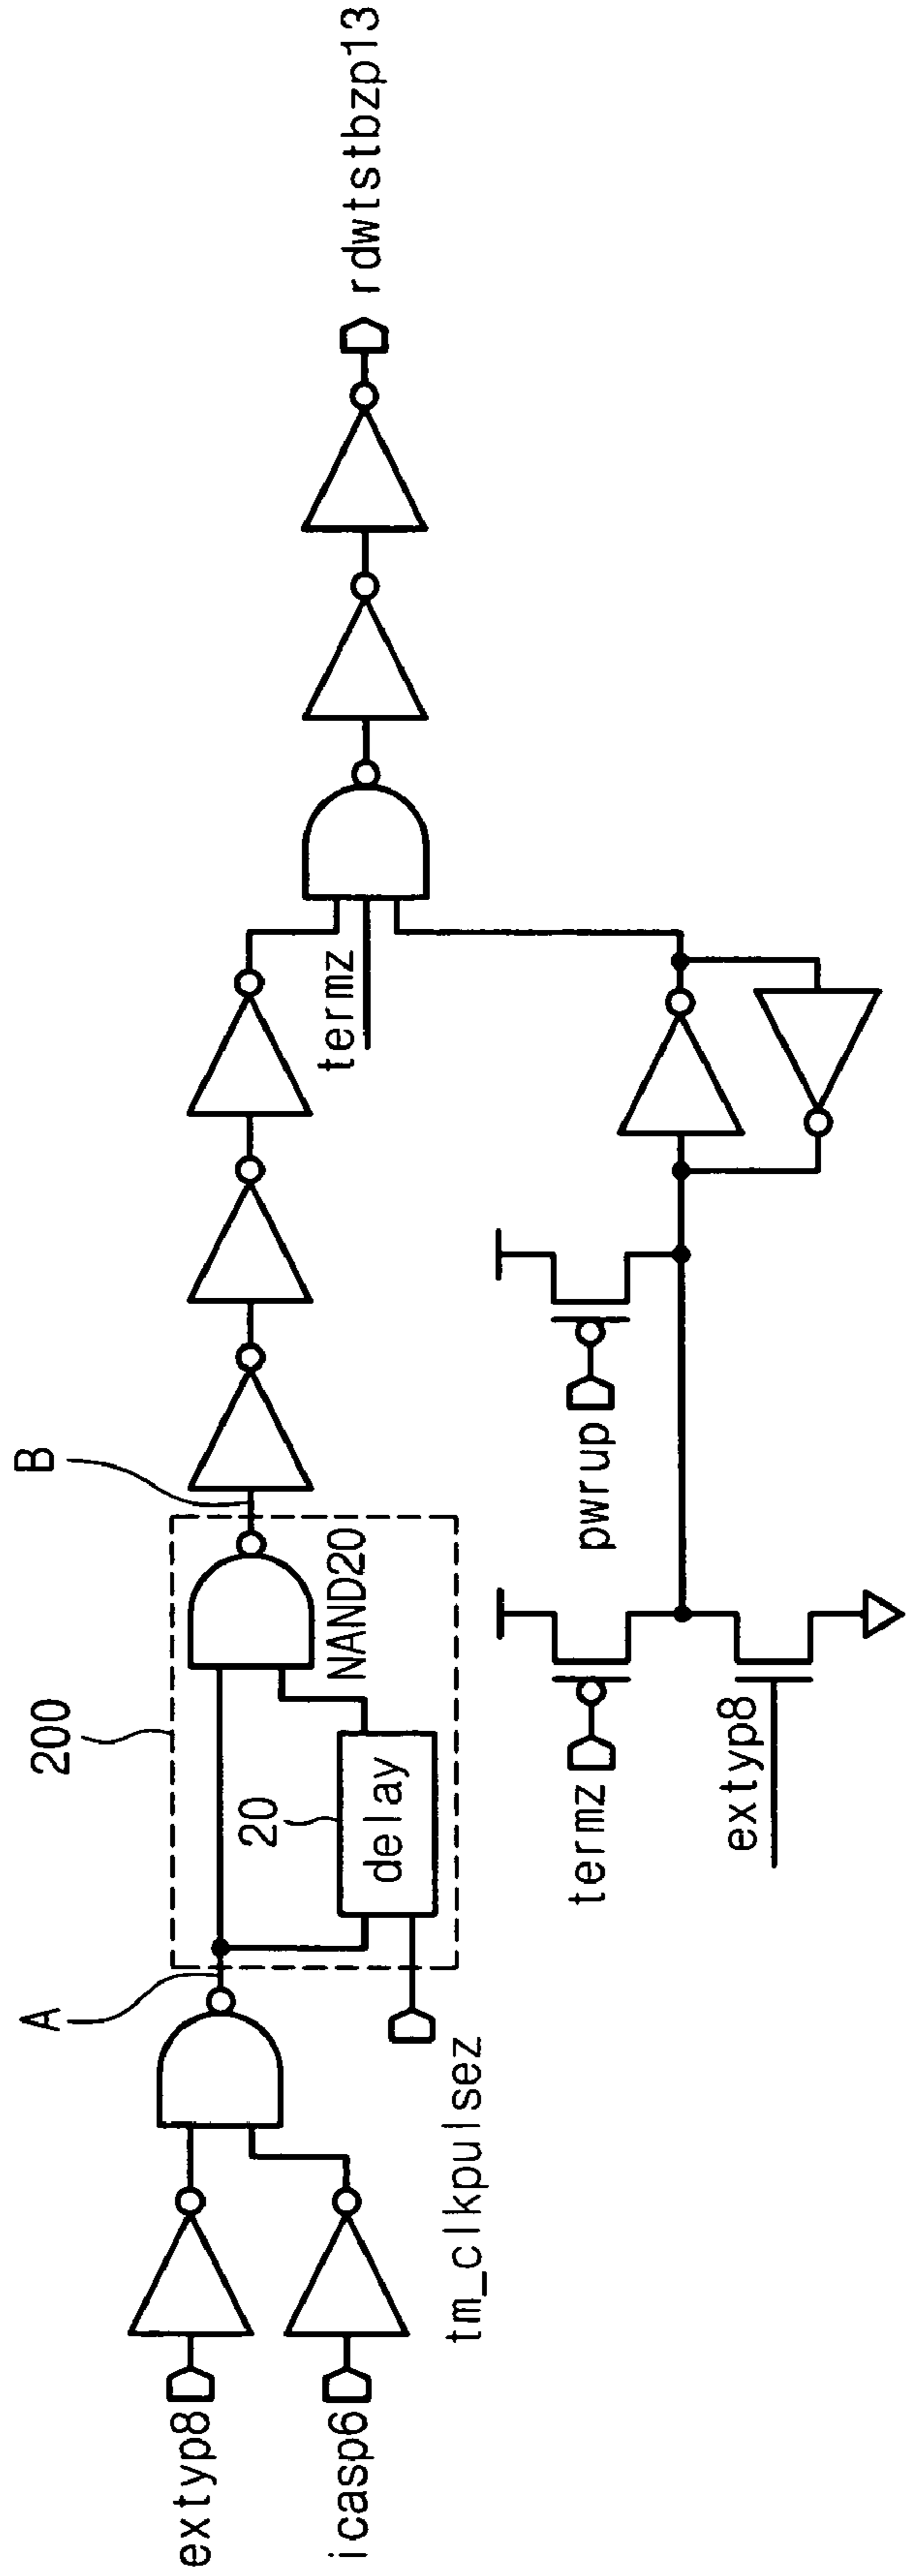 extyp8
icasp6
tm_clkpulsez
A
200
20
delay
NAND20
B
termz
rdwtstbzp13
termz
extyp8
pwrup